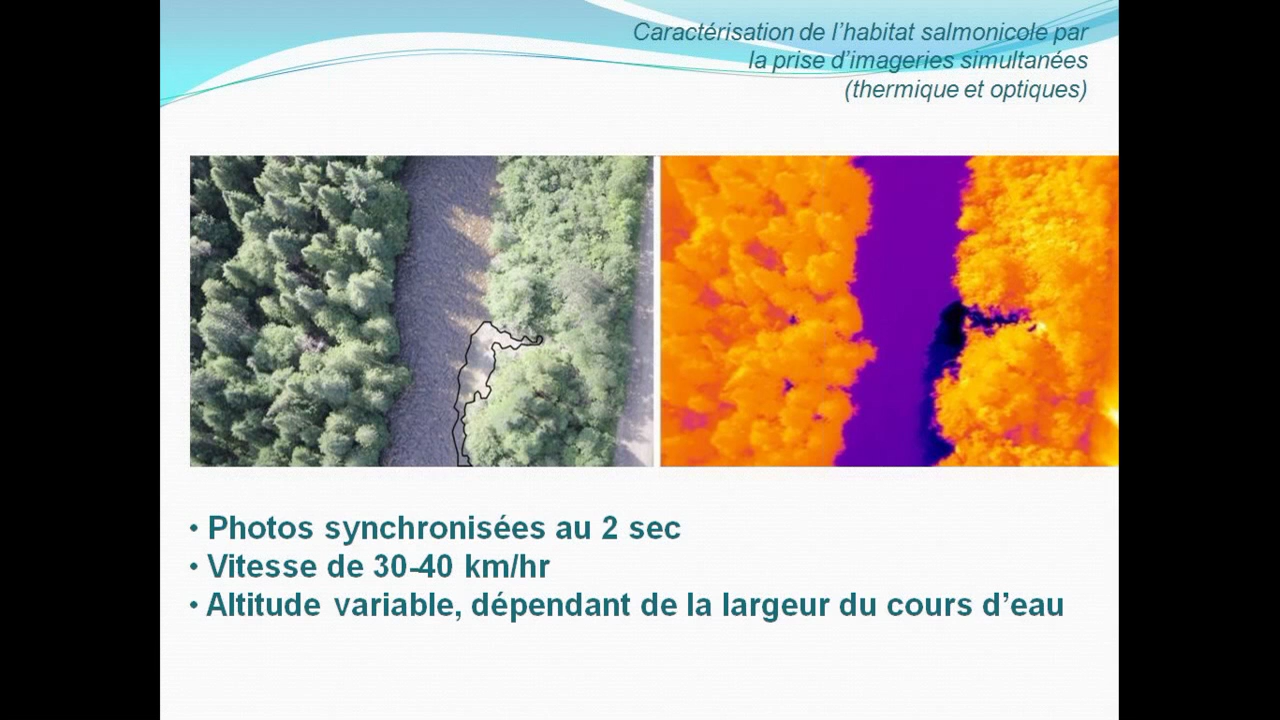 Caractérisation de l'habitat salmonicole par
la prise d'imageries simultanées
(thermique et optiques)
• Photos synchronisées au 2 sec
• Vitesse de 30-40 km/hr
• Altitude variable, dépendant de la largeur du cours d'eau